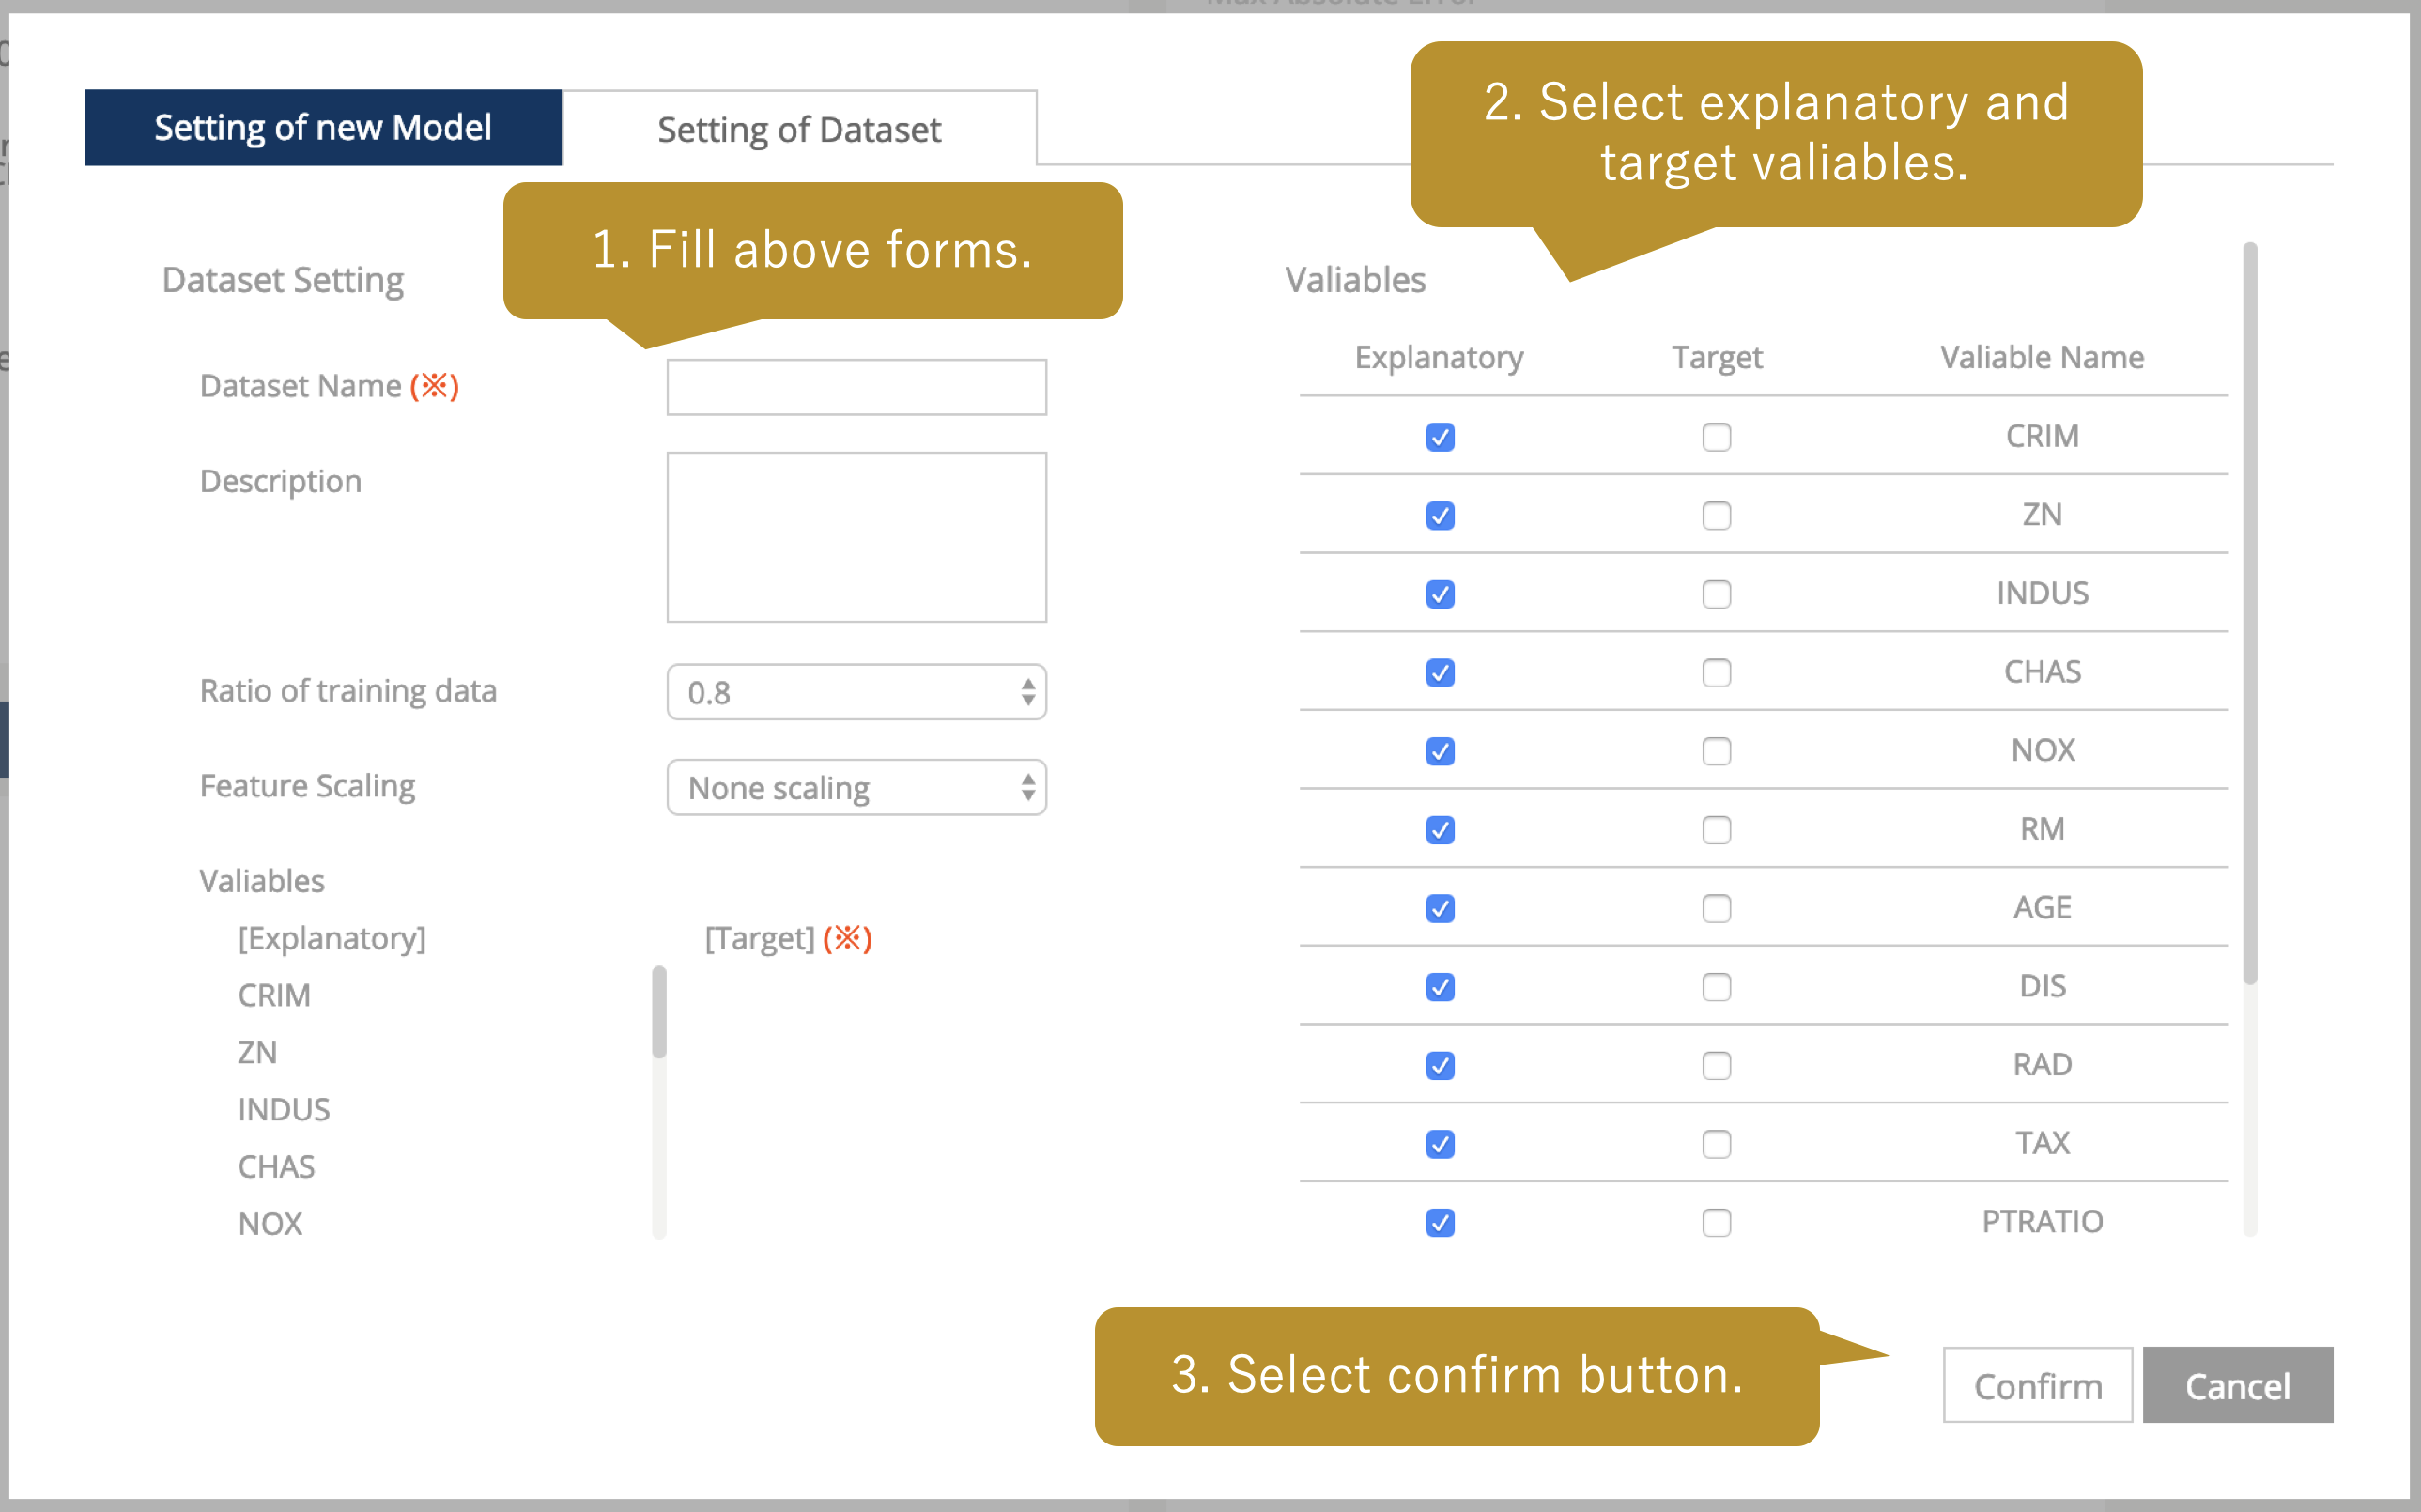 Setting of new Model
Setting of Dataset
2. Select explanatory and
target valiables.
1. Fill above forms.
Dataset Setting
Dataset Name (※)
Description
Ratio of training data
0.8
Feature Scaling
None scaling
Valiables
[Explanatory]
[Target] (※)
CRIM
ZN
INDUS
CHAS
NOX
Valiables
Explanatory Target Valiable Name
CRIM
ZN
INDUS
CHAS
NOX
RM
AGE
DIS
RAD
TAX
PTRATIO
3. Select confirm button.
Confirm
Cancel